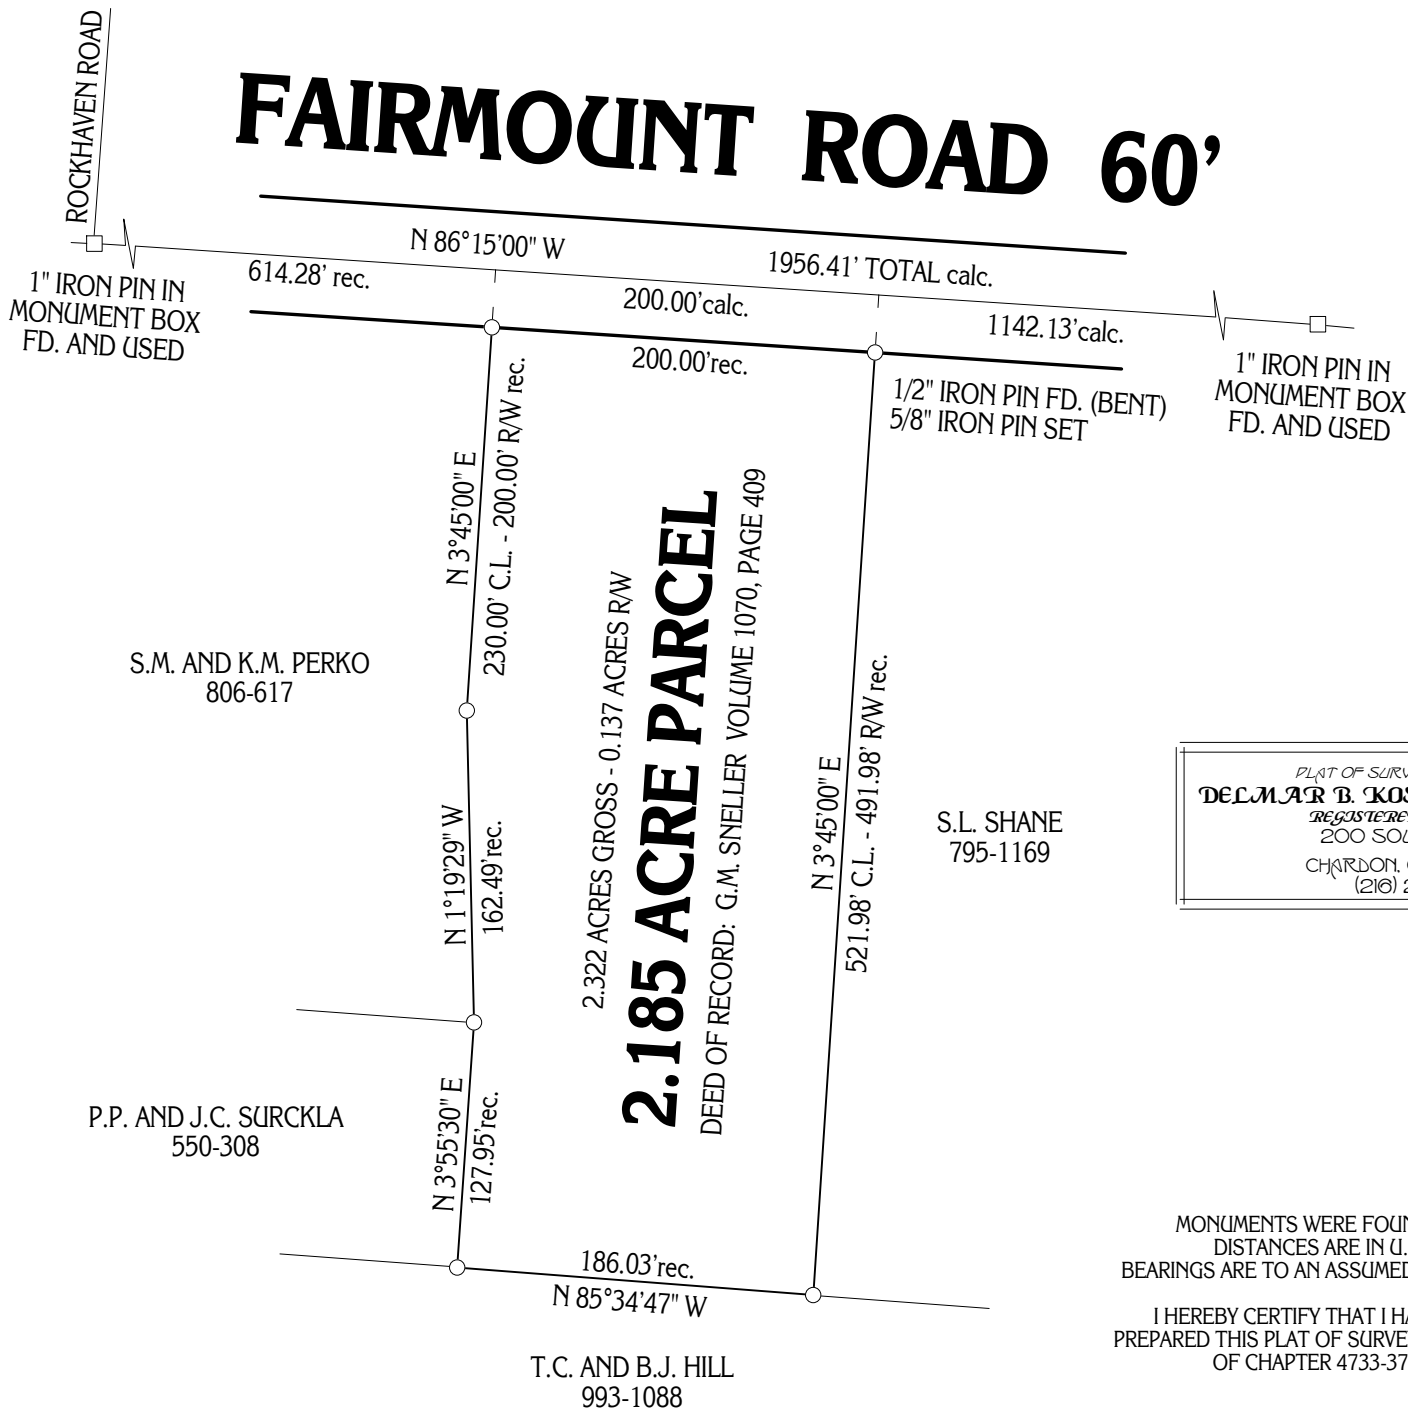 ROCKHAVEN ROAD
FAIRMOUNT ROAD 60'
N 86°15'00" W
1956.41' TOTAL calc.
614.28' rec.
200.00'calc.
1142.13'calc.
1" IRON PIN IN
MONUMENT BOX
FD. AND USED
200.00'rec.
1/2" IRON PIN FD. (BENT)
5/8" IRON PIN SET
1" IRON PIN IN
MONUMENT BOX
FD. AND USED
N 3°45'00" E
230.00' C.L. - 200.00' R/W rec.
2.322 ACRES GROSS - 0.137 ACRES R/W
2.185 ACRE PARCEL
DEED OF RECORD: G.M. SNELLER VOLUME 1070, PAGE 409
S.M. AND K.M. PERKO
806-617
N 3°45'00" E
521.98' C.L. - 491.98' R/W rec.
N 1°19'29" W
162.49'rec.
S.L. SHANE
795-1169
PLAT OF SURV
DELMAR B. KOS
REGISTERE
200 SOU
CHARDON,
(216) 2
P.P. AND J.C. SURCKLA
550-308
N 3°55'30" E
127.95'rec.
186.03'rec.
N 85°34'47" W
T.C. AND B.J. HILL
993-1088
MONUMENTS WERE FOUN
DISTANCES ARE IN U.
BEARINGS ARE TO AN ASSUMED
I HEREBY CERTIFY THAT I HA
PREPARED THIS PLAT OF SURVE
OF CHAPTER 4733-37